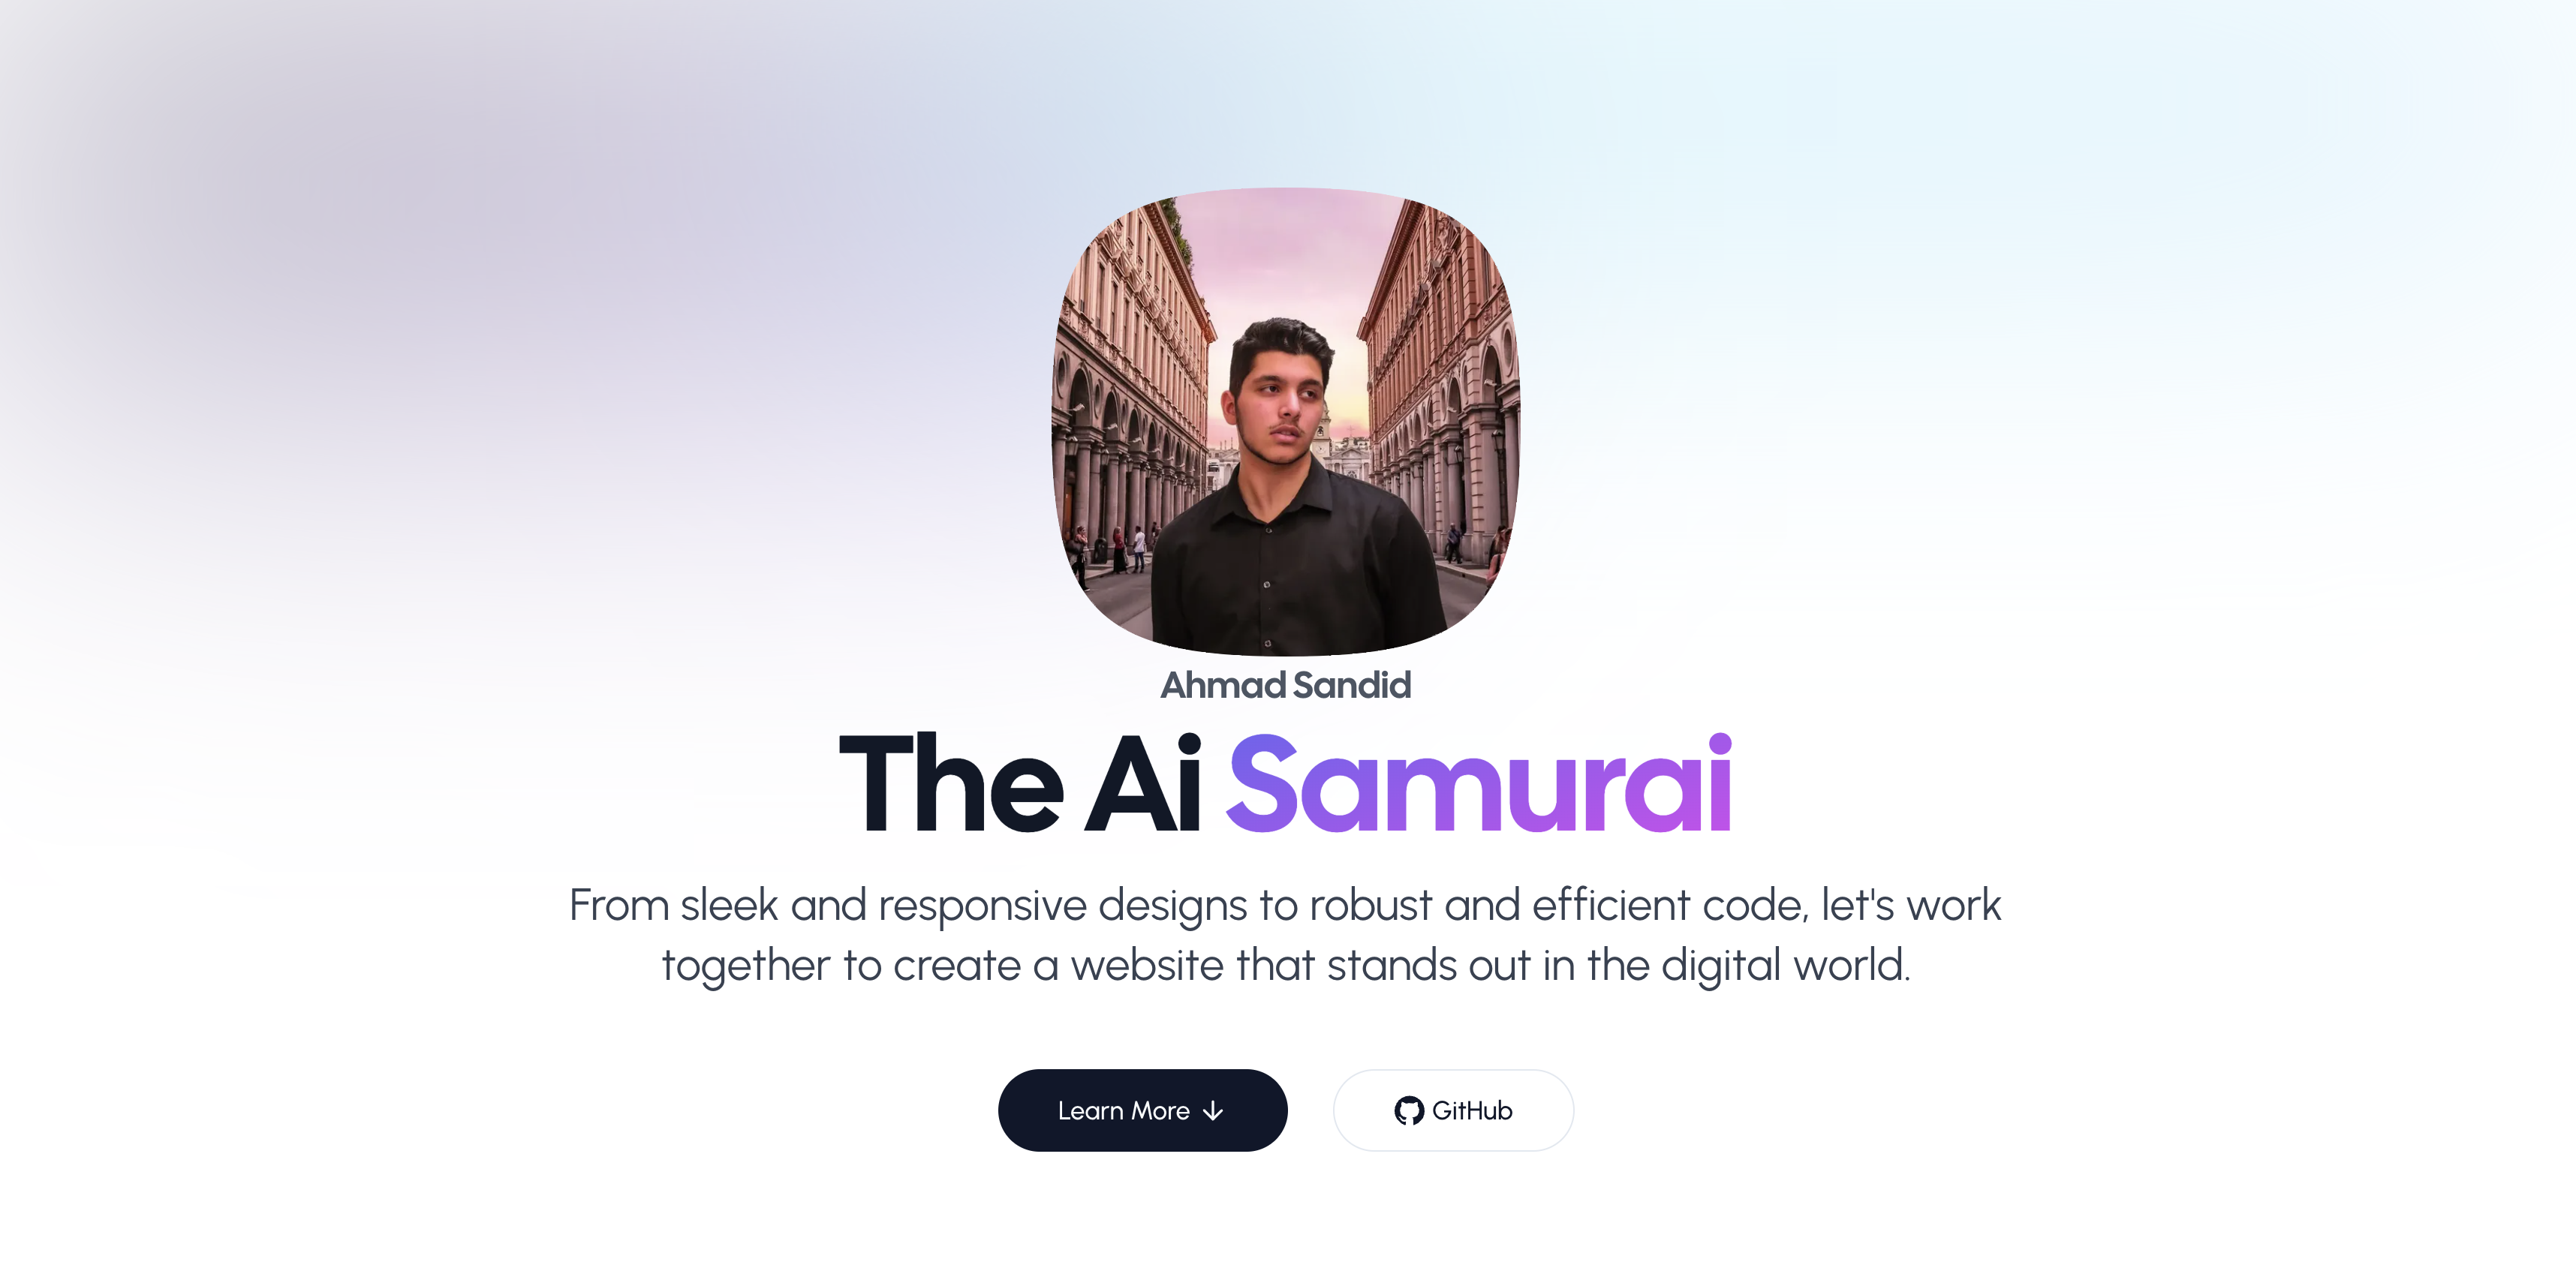 Ahmad Sandid
The Ai Samurai
From sleek and responsive designs to robust and efficient code, let's work
together to create a website that stands out in the digital world.
Learn More ↓
GitHub